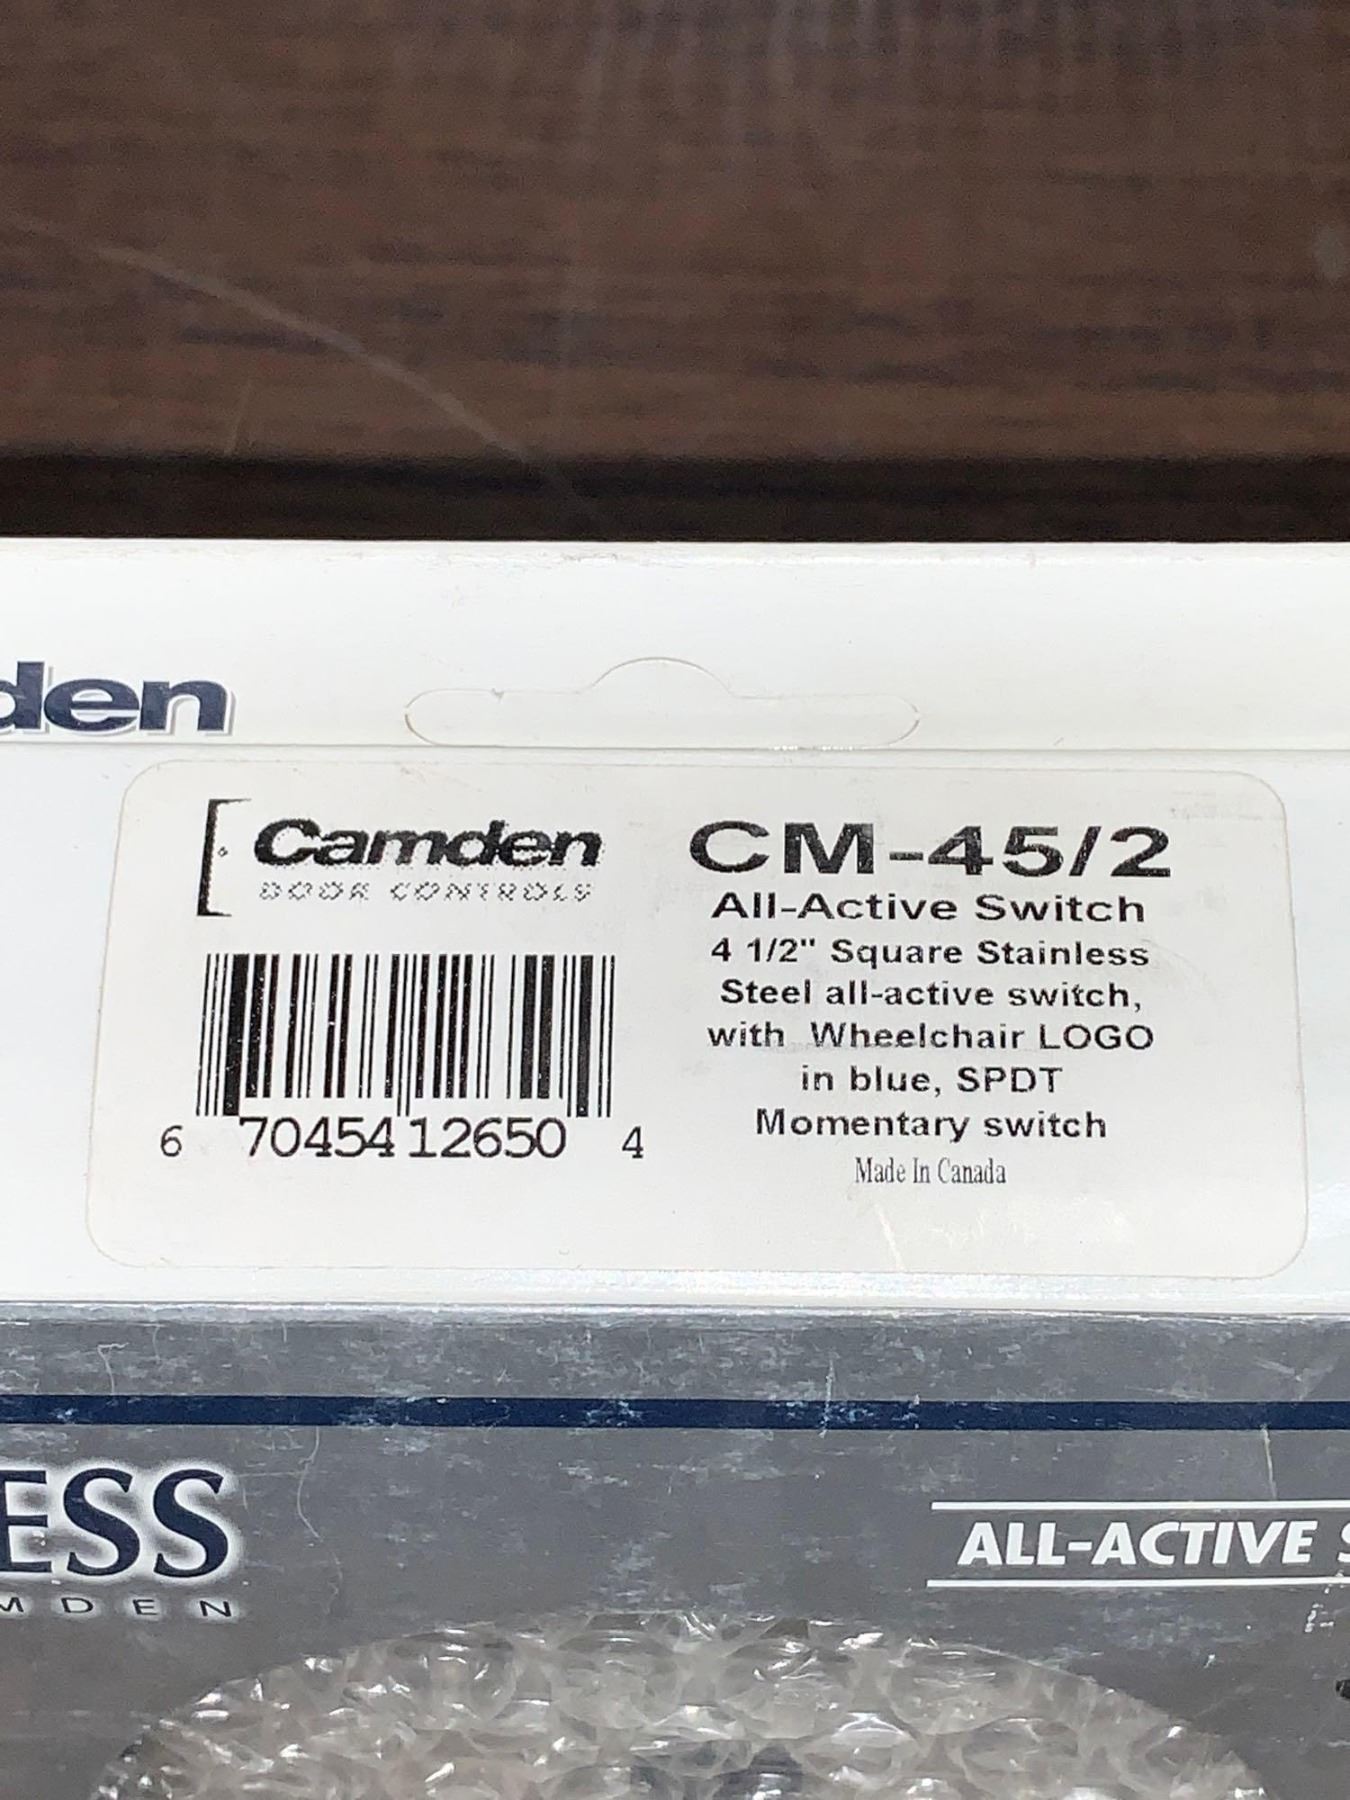 den
Camden
DOOR CONTROLS
6 70454 12650 4
CM-45/2
All-Active Switch
4 1/2" Square Stainless
Steel all-active switch,
with Wheelchair LOGO
in blue, SPDT
Momentary switch
Made In Canada
ESS
MDEN
ALL-ACTIVE S